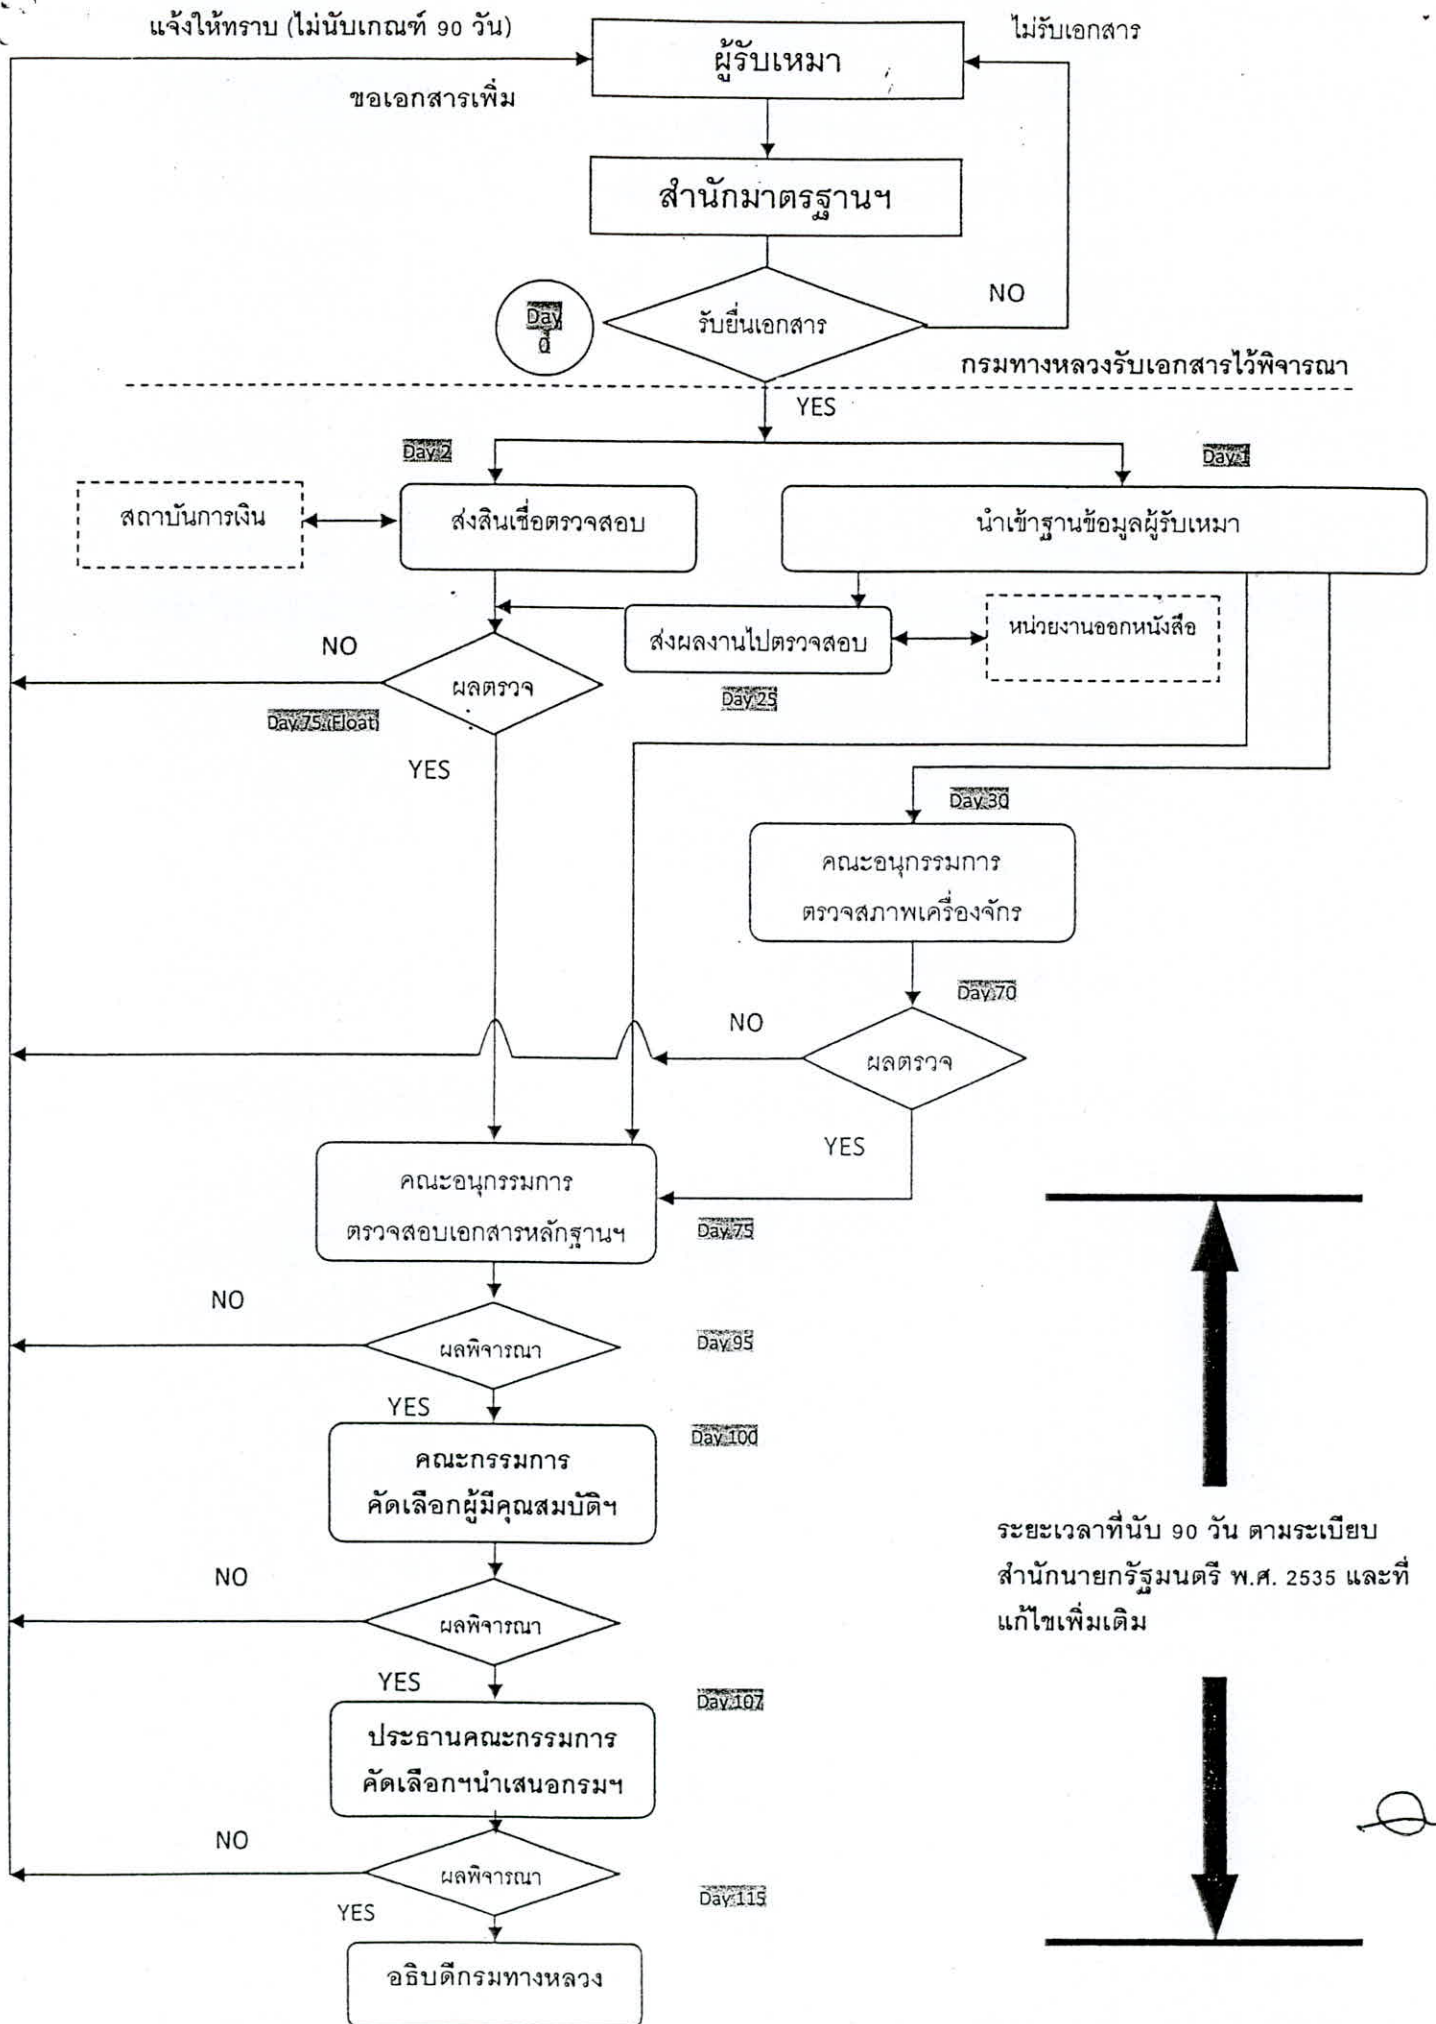 แจ้งให้ทราบ (ไม่นับเกณฑ์ 90 วัน)
ไม่รับเอกสาร
ผู้รับเหมา
ขอเอกสารเพิ่ม
สำนักมาตรฐานฯ
NO
Day
0
รับยื่นเอกสาร
กรมทางหลวงรับเอกสารไว้พิจารณา
YES
Day 2
Day 1
สถาบันการเงิน
ส่งสินเชื่อตรวจสอบ
นำเข้าฐานข้อมูลผู้รับเหมา
NO
ส่งผลงานไปตรวจสอบ
หน่วยงานออกหนังสือ
ผลตรวจ
Day 25
Day 75 (Float)
YES
Day 30
คณะอนุกรรมการ
ตรวจสภาพเครื่องจักร
Day 70
NO
ผลตรวจ
YES
คณะอนุกรรมการ
ตรวจสอบเอกสารหลักฐานฯ
Day 75
NO
ผลพิจารณา
Day 95
YES
Day 100
คณะกรรมการ
คัดเลือกผู้มีคุณสมบัติฯ
ระยะเวลาที่นับ 90 วัน ตามระเบียบ
สำนักนายกรัฐมนตรี พ.ศ. 2535 และที่
แก้ไขเพิ่มเติม
NO
ผลพิจารณา
YES
Day 107
ประธานคณะกรรมการ
คัดเลือกฯนำเสนอกรมฯ
NO
ผลพิจารณา
Day 115
YES
อธิบดีกรมทางหลวง